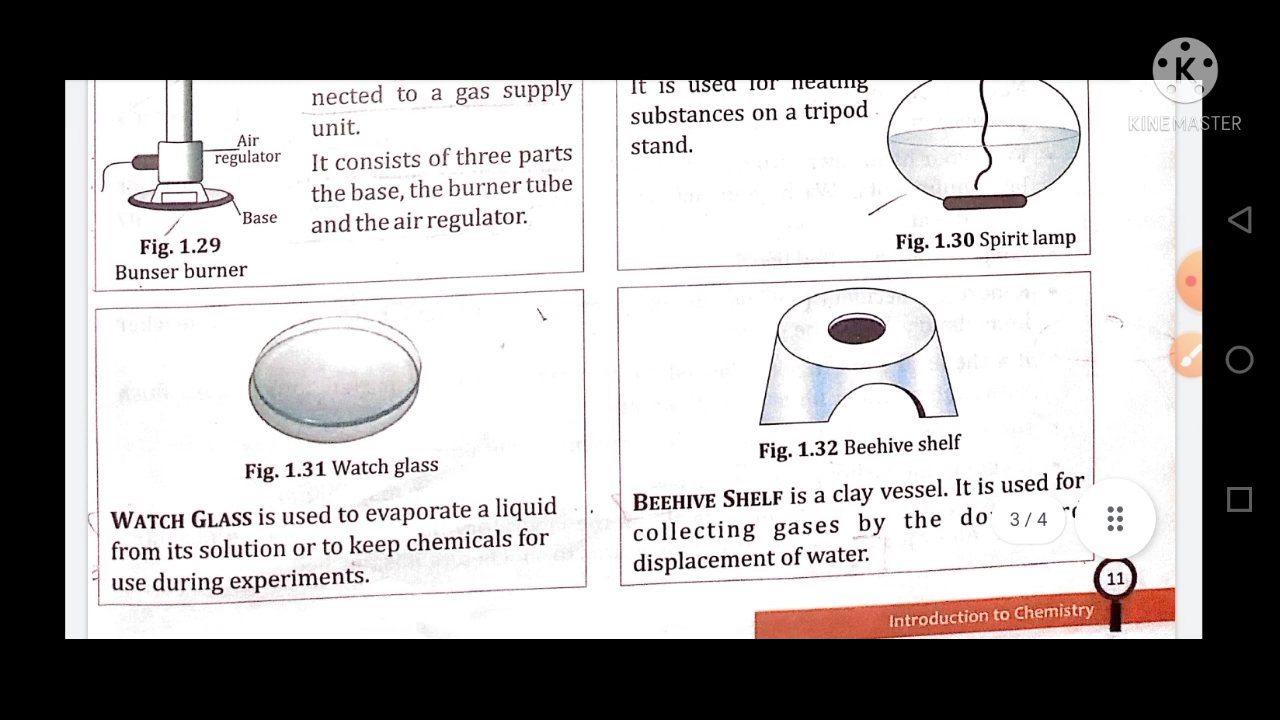 nected to a gas supply
unit.
It consists of three parts
the base, the burner tube
and the air regulator.
Air
regulator
Base
Fig. 1.29
Bunser burner
It is used for heating
substances on a tripod
stand.
Fig. 1.30 Spirit lamp
Fig. 1.31 Watch glass
WATCH GLASS is used to evaporate a liquid
from its solution or to keep chemicals for
use during experiments.
Fig. 1.32 Beehive shelf
BEEHIVE SHELF is a clay vessel. It is used for
collecting gases by the
displacement of water.
3 / 4
11
Introduction to Chemistry
K
KINEMASTER